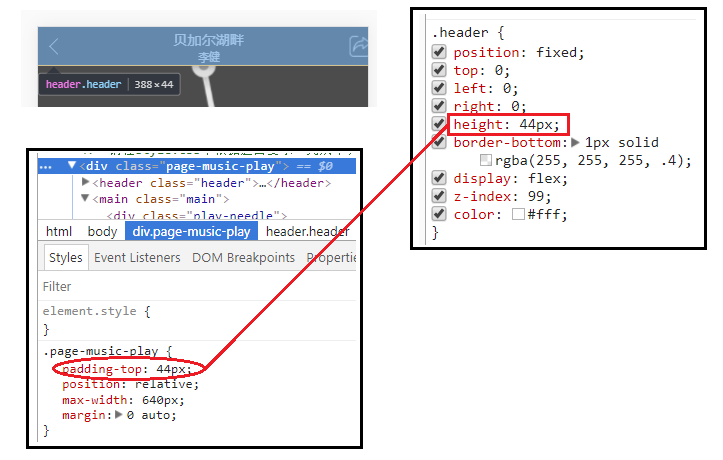 贝加尔湖畔
李健
header.header | 388×44
.header {
position: fixed;
top: 0;
left: 0;
right: 0;
height: 44px;
border-bottom: 1px solid
rgba(255, 255, 255, .4);
display: flex;
z-index: 99;
color: #fff;
}
<div class="page-music-play"> == $0
<header class="header">…</header>
<main class="main">
<div class="play-needle">
html body div.page-music-play header.header
Styles Event Listeners DOM Breakpoints Properties
Filter
element.style {
}
.page-music-play {
padding-top: 44px;
position: relative;
max-width: 640px;
margin: 0 auto;
}